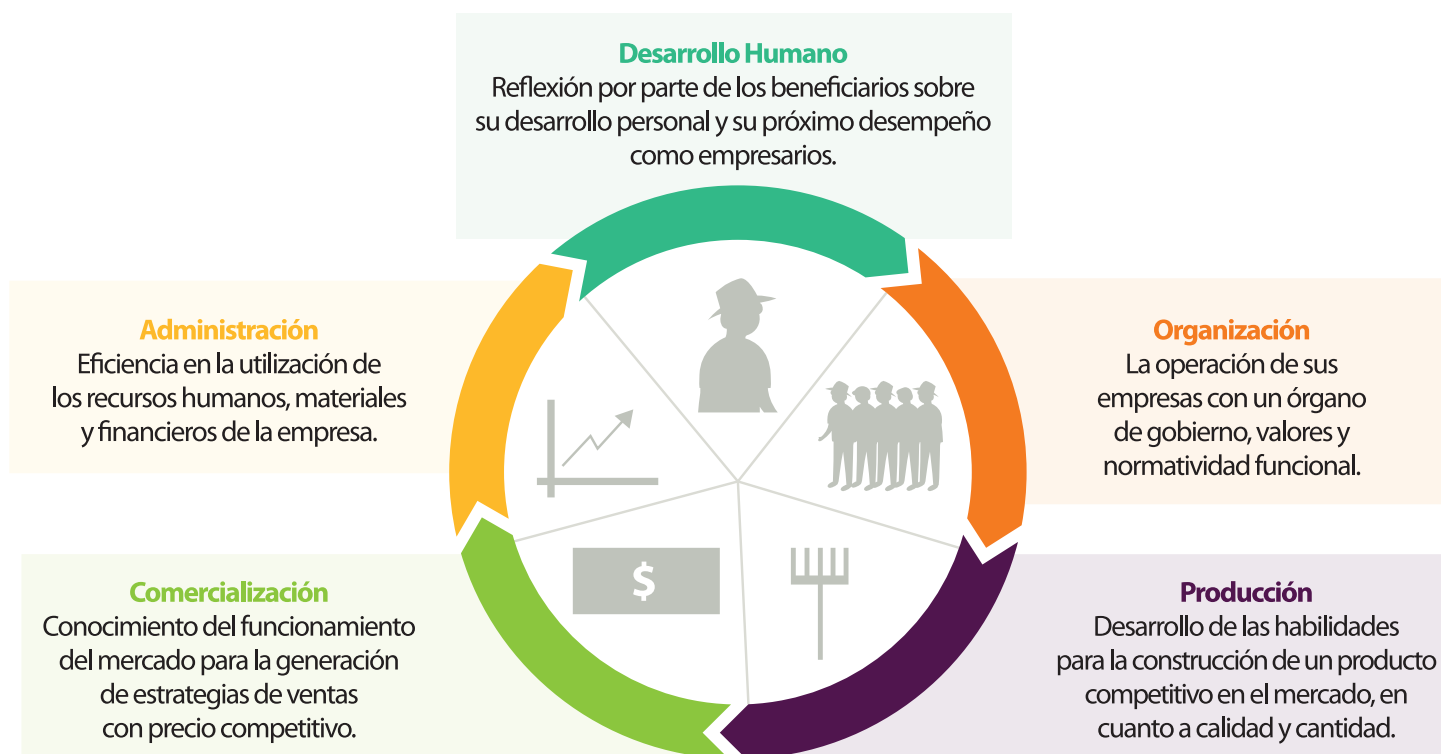 Desarrollo Humano
Reflexión por parte de los beneficiarios sobre
su desarrollo personal y su próximo desempeño
como empresarios.
Organización
La operación de sus
empresas con un órgano
de gobierno, valores y
normatividad funcional.
Producción
Desarrollo de las habilidades
para la construcción de un producto
competitivo en el mercado, en
cuanto a calidad y cantidad.
Comercialización
Conocimiento del funcionamiento
del mercado para la generación
de estrategias de ventas
con precio competitivo.
Administración
Eficiencia en la utilización de
los recursos humanos, materiales
y financieros de la empresa.
$